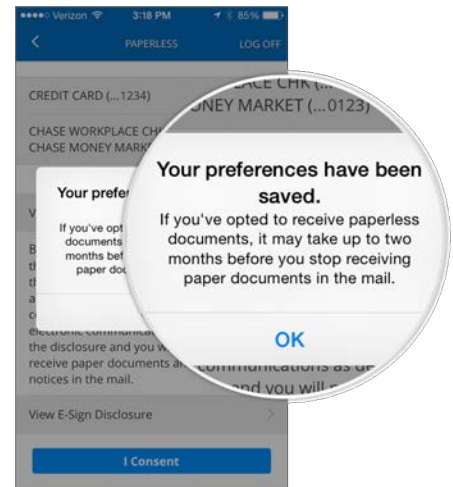 Verizon 3:18 PM 85%
PAPERLESS LOG OFF
CREDIT CARD (...1234)
CHASE WORKPLACE CH
CHASE MONEY MARK
ACE CHK (...
ONEY MARKET (...0123)
Your prefer
If you've opt
documents
months bef
paper doc
Your preferences have been
saved.
If you've opted to receive paperless
documents, it may take up to two
months before you stop receiving
paper documents in the mail.
OK
V
B
electronic communicat
the disclosure and you w
receive paper documents a
notices in the mail.
communications as de
and you will
View E-Sign Disclosure
I Consent